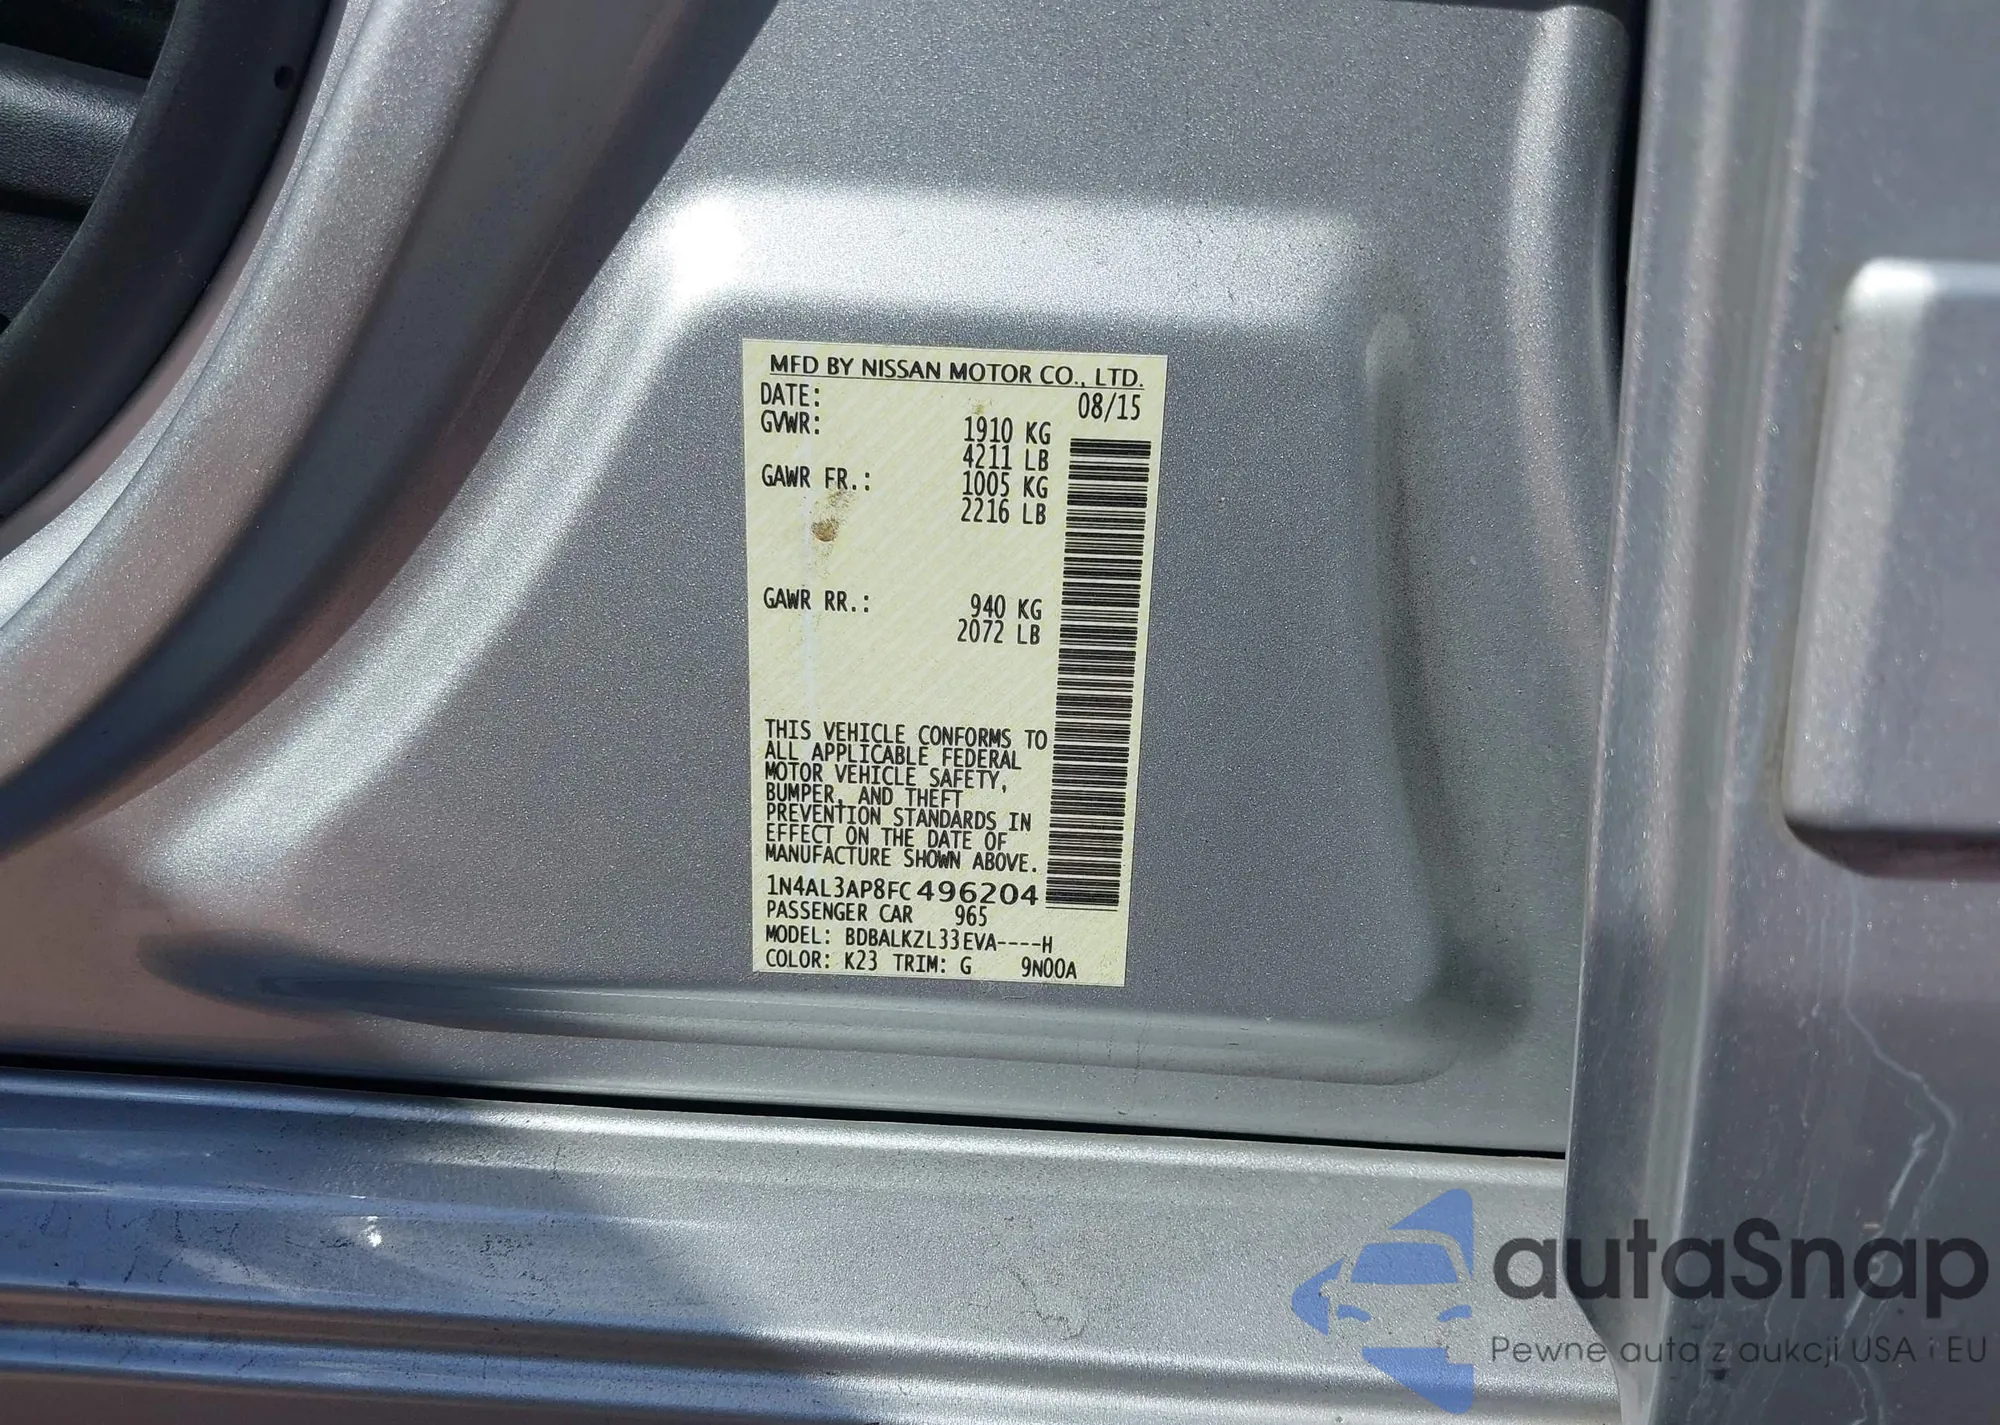 MFD BY NISSAN MOTOR CO., LTD.
DATE: 08/15
GVWR: 1910 KG
4211 LB
GAWR FR.: 1005 KG
2216 LB
GAWR RR.: 940 KG
2072 LB
THIS VEHICLE CONFORMS TO
ALL APPLICABLE FEDERAL
MOTOR VEHICLE SAFETY,
BUMPER, AND THEFT
PREVENTION STANDARDS IN
EFFECT ON THE DATE OF
MANUFACTURE SHOWN ABOVE.
1N4AL3AP8FC496204
PASSENGER CAR 965
MODEL: BDBALKZL33EVA----H
COLOR: K23 TRIM: G 9N00A
autaSnap
Pewne auta z aukcji USA i EU